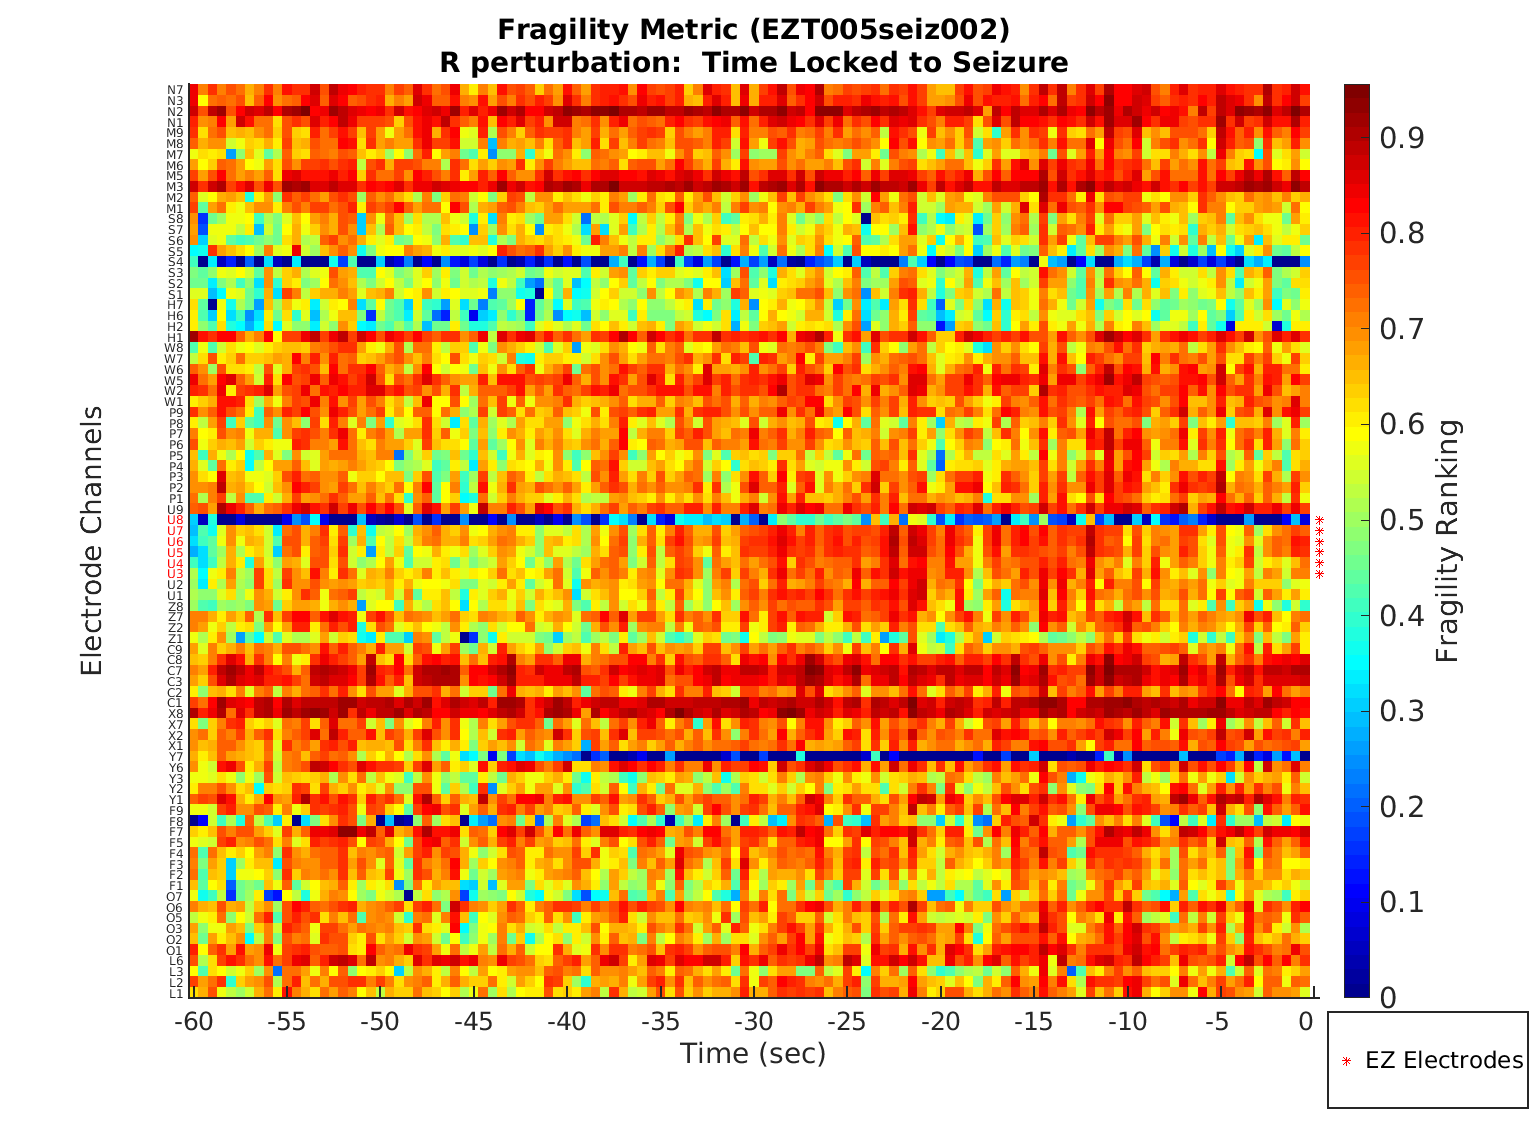 Fragility Metric (EZT005seiz002)
R perturbation:  Time Locked to Seizure
Electrode Channels
N7
N3
N2
N1
M9
M8
M7
M6
M5
M3
M2
M1
S8
S7
S6
S5
S4
S3
S2
S1
H7
H6
H2
H1
W8
W7
W6
W5
W2
W1
P9
P8
P7
P6
P5
P4
P3
P2
P1
U9
U8
U7
U6
U5
U4
U3
U2
U1
Z8
Z7
Z2
Z1
C9
C8
C7
C3
C2
C1
X8
X7
X2
X1
Y7
Y6
Y3
Y2
Y1
F9
F8
F7
F5
F4
F3
F2
F1
O7
O6
O5
O3
O2
O1
L6
L3
L2
L1
-60 -55 -50 -45 -40 -35 -30 -25 -20 -15 -10 -5 0
Time (sec)
0.9
0.8
0.7
0.6
0.5
0.4
0.3
0.2
0.1
0
Fragility Ranking
EZ Electrodes